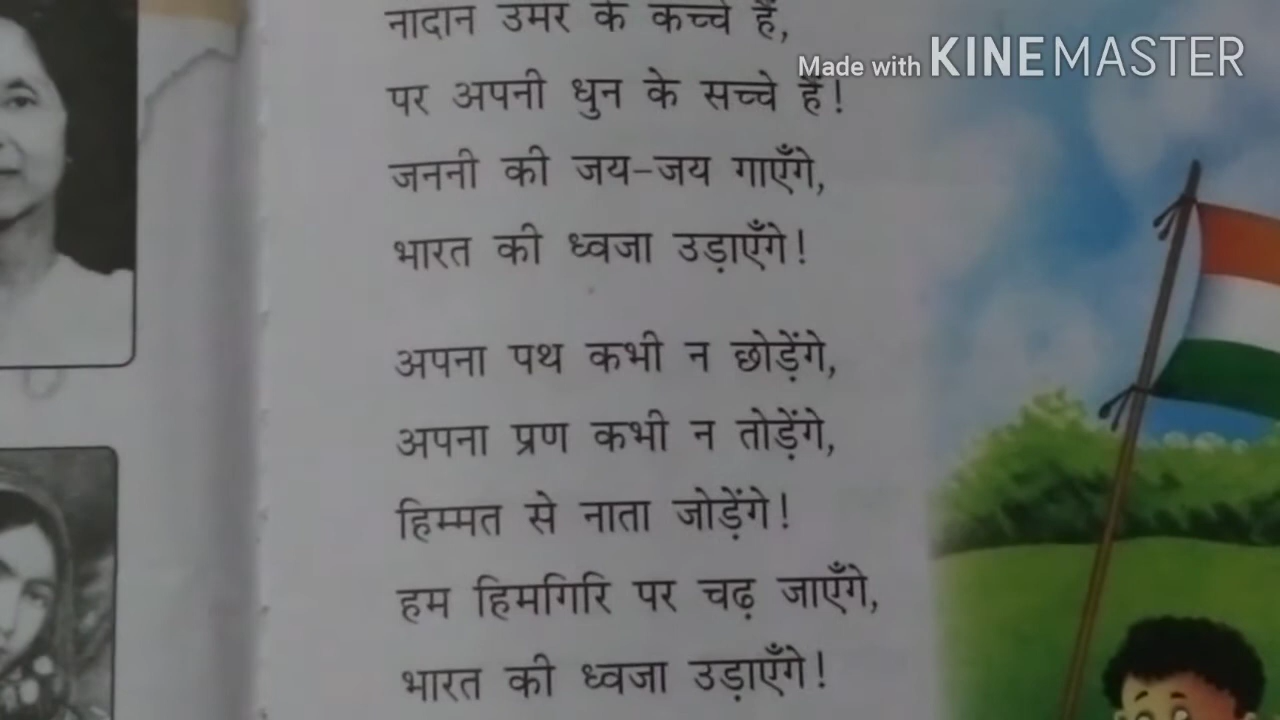 नादान उमर के कच्चे हैं,
Made with KINEMASTER
पर अपनी धुन के सच्चे हैं!
जननी की जय-जय गाएँगे,
भारत की ध्वजा उड़ाएँगे!
अपना पथ कभी न छोड़ेंगे,
अपना प्रण कभी न तोड़ेंगे,
हिम्मत से नाता जोड़ेंगे!
हम हिमगिरि पर चढ़ जाएँगे,
भारत की ध्वजा उड़ाएँगे!